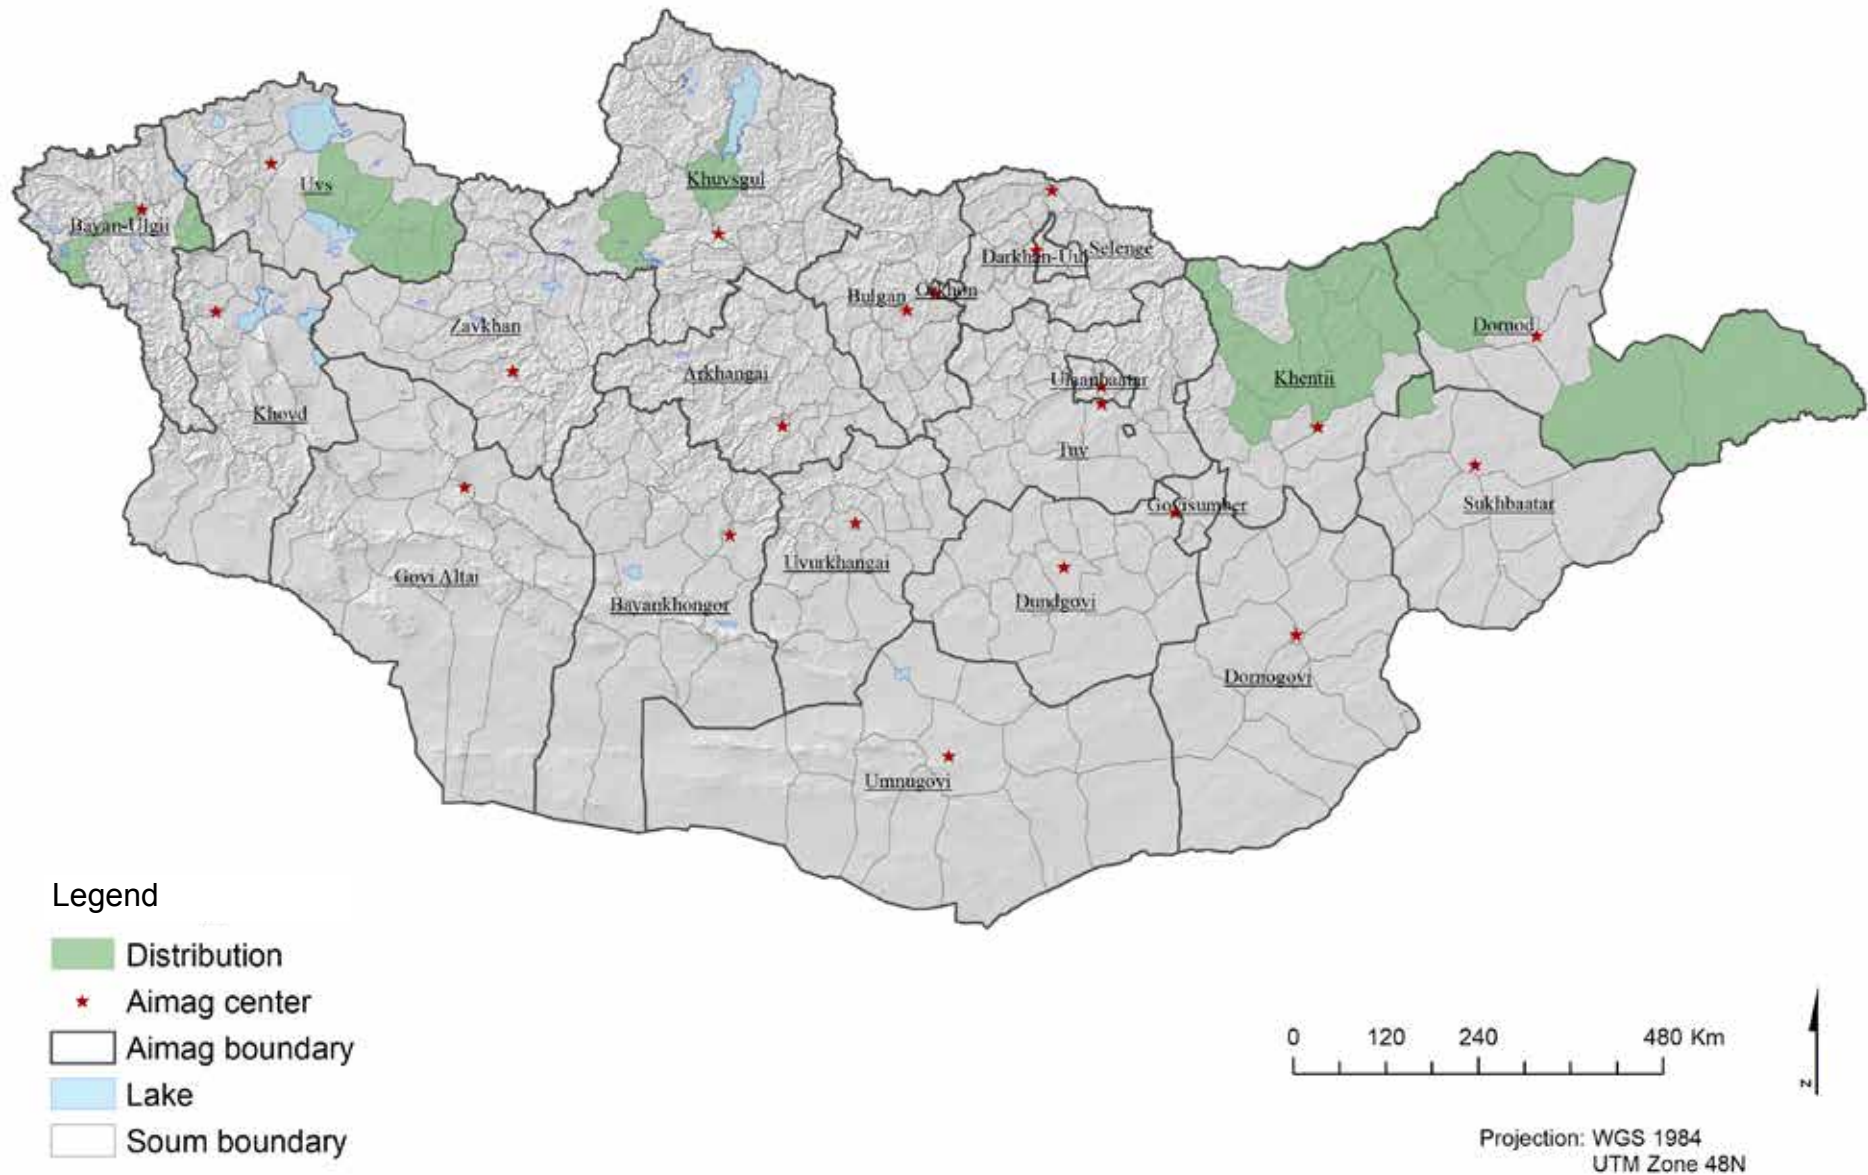 Khuvsgul
Uvs
Bayan-Ulgii
Selenge
Darkhan-Uul
Orkhon
Bulgan
Zavkhan
Dornod
Arkhangai
Ulaanbaatar
Khentii
Khovd
Tuv
Govisumber
Sukhbaatar
Uvurkhangai
Govi Altai
Bayankhongor
Dundgovi
Dornogovi
Umnugovi
Legend
Distribution
Aimag center
Aimag boundary
Lake
Soum boundary
0 120 240 480 Km
N
Projection: WGS 1984
UTM Zone 48N